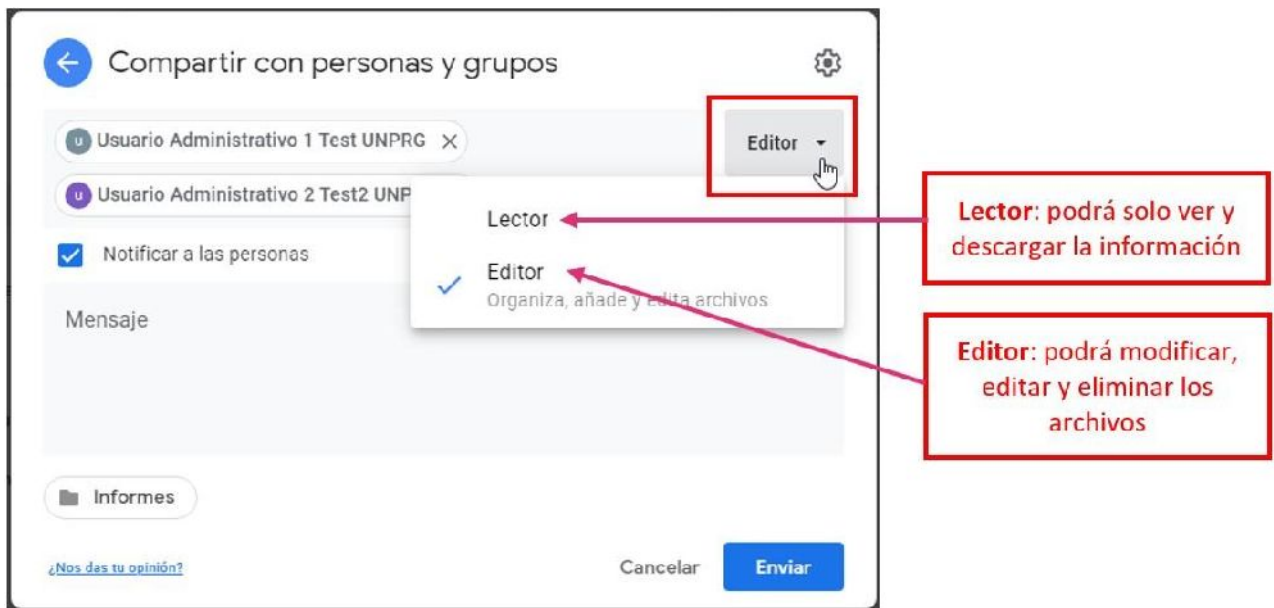 Compartir con personas y grupos
Usuario Administrativo 1 Test UNPRG
Editor
Usuario Administrativo 2 Test2 UNP
Lector
Notificar a las personas
Editor
Organiza, añade y edita archivos
Mensaje
Informes
¿Nos das tu opinión?
Cancelar
Enviar
Lector: podrá solo ver y
descargar la información
Editor: podrá modificar,
editar y eliminar los
archivos